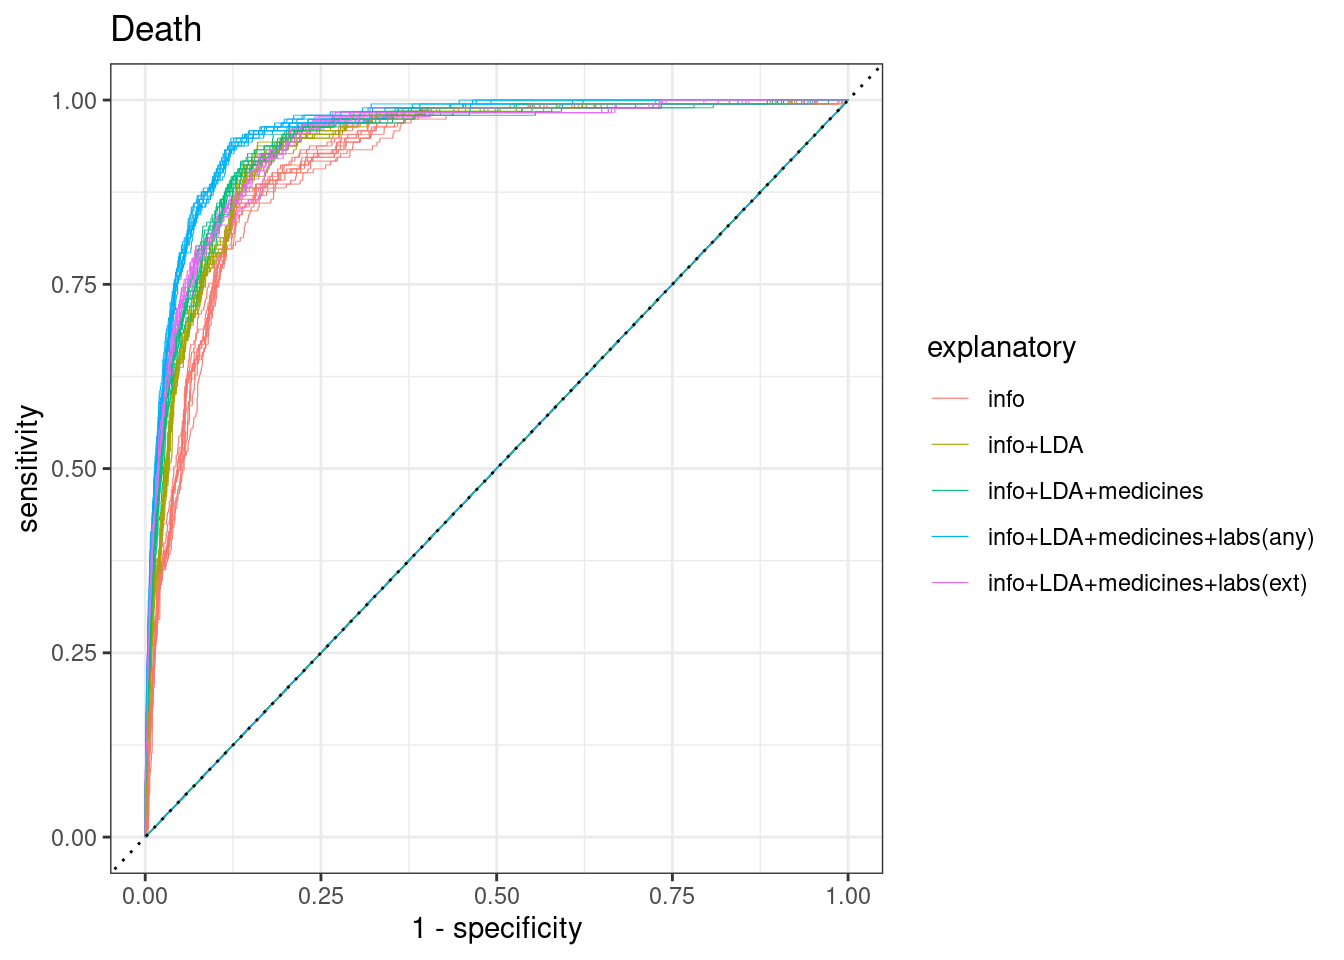 Death
1.00
0.75
0.50
0.25
0.00
sensitivity
0.00 0.25 0.50 0.75 1.00
1 - specificity
explanatory
info
info+LDA
info+LDA+medicines
info+LDA+medicines+labs(any)
info+LDA+medicines+labs(ext)